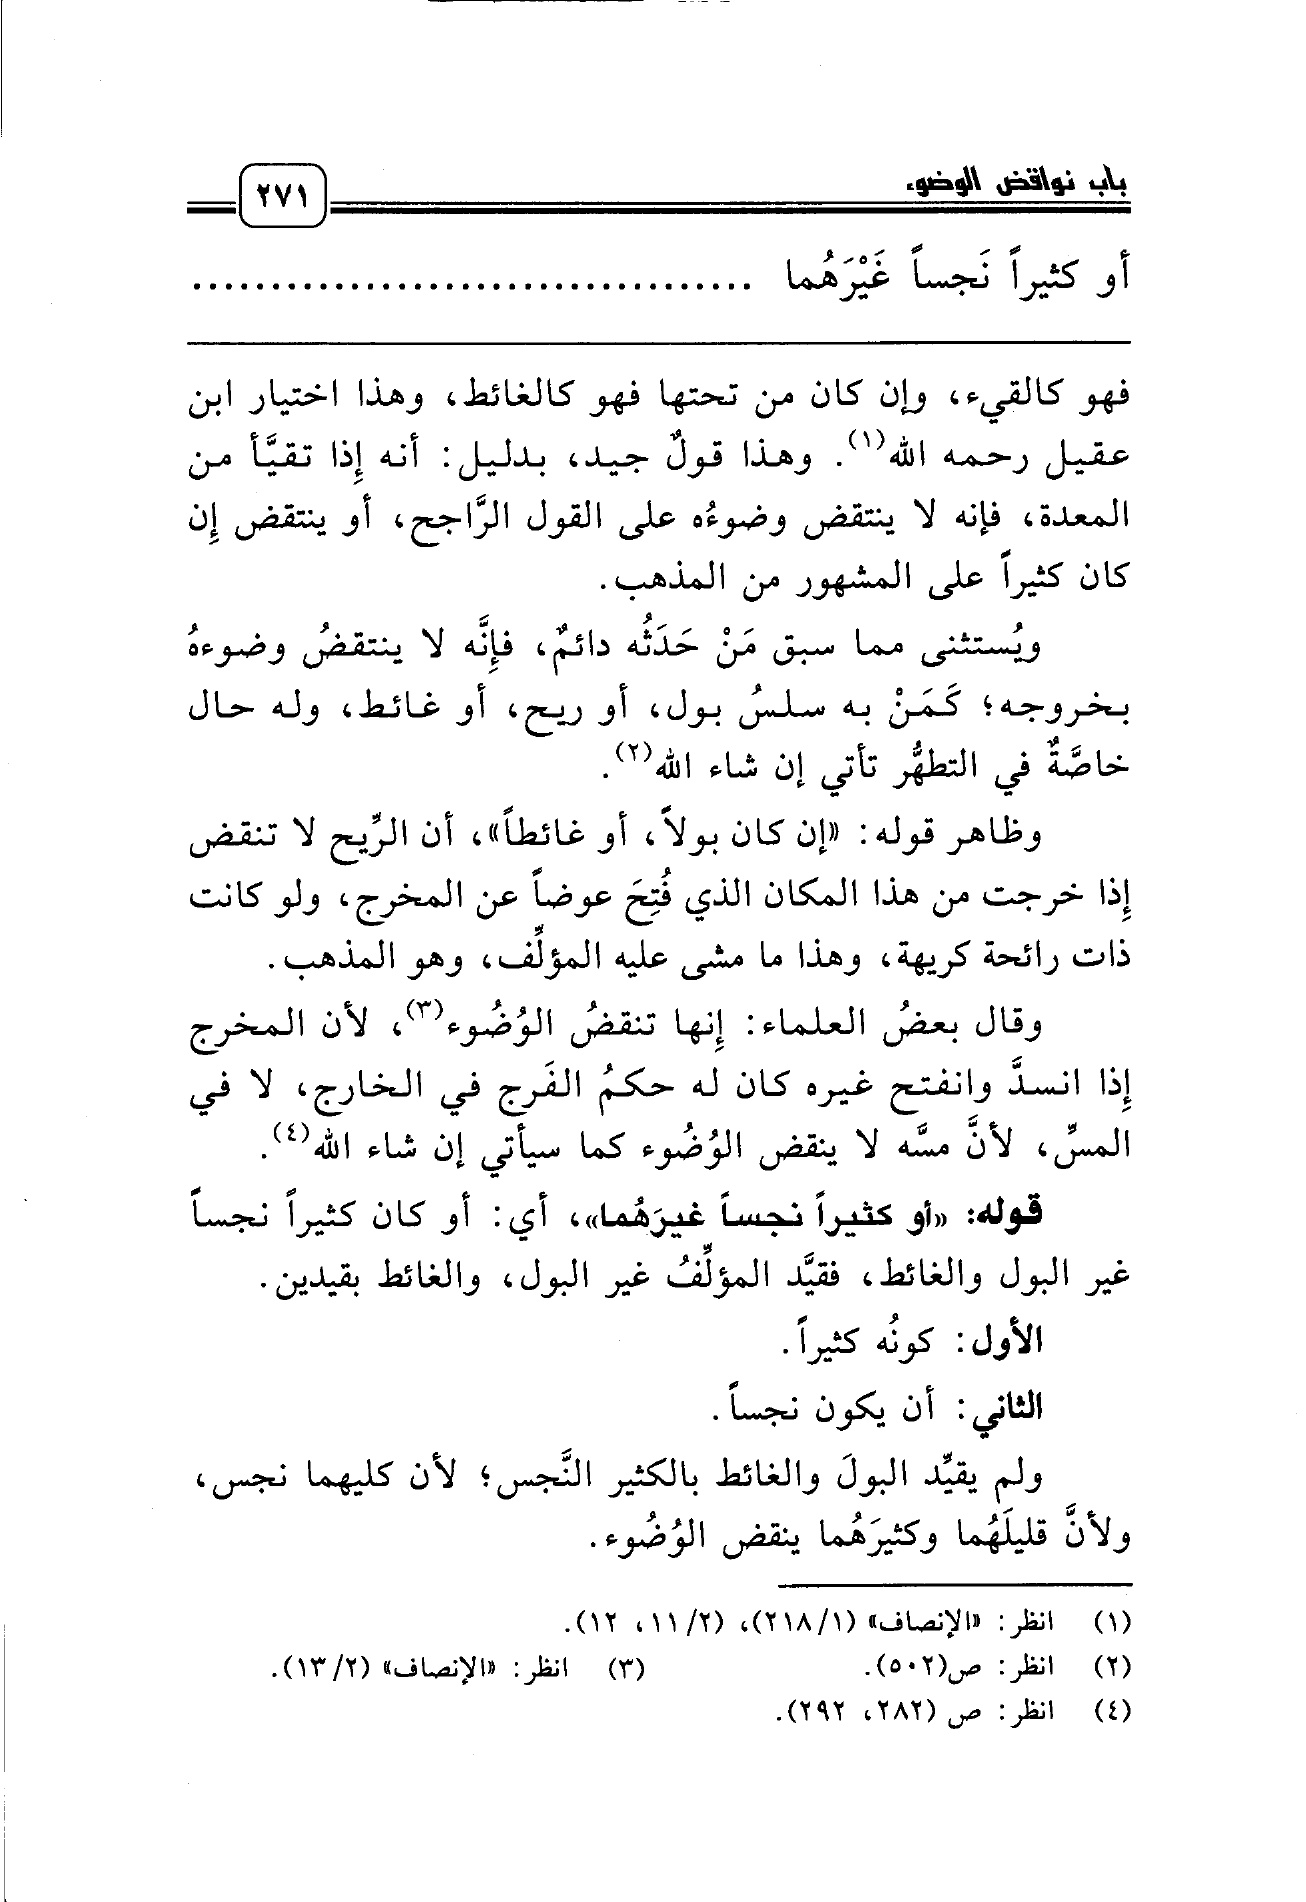 باب نواقض الوضوء
٢٧١
أو كثيراً نَجساً غَيْرَهُما ....................................
فهو كالقيء، وإن كان من تحتها فهو كالغائط، وهذا اختيار ابن
عقيل رحمه الله(١). وهذا قولٌ جيد، بدليل: أنه إِذا تقيَّأ من
المعدة، فإنه لا ينتقض وضوءُه على القول الرَّاجح، أو ينتقض إِن
كان كثيراً على المشهور من المذهب.
ويُستثنى مما سبق مَنْ حَدَثُه دائمٌ، فإِنَّه لا ينتقضُ وضوءهُ
بخروجه؛ كَمَنْ به سلسُ بول، أو ريح، أو غائط، وله حال
خاصَّةٌ في التطهُّر تأتي إن شاء الله(٢).
وظاهر قوله: «إن كان بولاً، أو غائطاً»، أن الرِّيح لا تنقض
إِذا خرجت من هذا المكان الذي فُتِحَ عوضاً عن المخرج، ولو كانت
ذات رائحة كريهة، وهذا ما مشى عليه المؤلِّف، وهو المذهب.
وقال بعضُ العلماء: إِنها تنقضُ الوُضُوء(٣)، لأن المخرج
إِذا انسدَّ وانفتح غيره كان له حكمُ الفَرج في الخارج، لا في
المسِّ، لأنَّ مسَّه لا ينقض الوُضُوء كما سيأتي إن شاء الله(٤).
قوله: «أو كثيراً نجساً غيرَهُما»، أي: أو كان كثيراً نجساً
غير البول والغائط، فقيَّد المؤلِّفُ غير البول، والغائط بقيدين.
الأول: كونُه كثيراً.
الثاني: أن يكون نجساً.
ولم يقيِّد البولَ والغائط بالكثير النَّجس؛ لأن كليهما نجس،
ولأنَّ قليلَهُما وكثيرَهُما ينقض الوُضُوء.
(١) انظر: «الإنصاف» (١/ ٢١٨)، (٢/ ١١، ١٢).
(٢) انظر: ص(٥٠٢). (٣) انظر: «الإنصاف» (٢/ ١٣).
(٤) انظر: ص (٢٨٢، ٢٩٢).